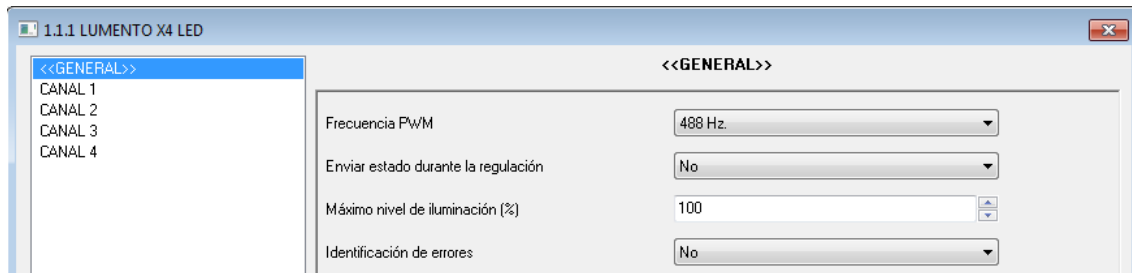 1.1.1 LUMENTO X4 LED
<<GENERAL>>
CANAL 1
CANAL 2
CANAL 3
CANAL 4
<<GENERAL>>
Frecuencia PWM
488 Hz.
Enviar estado durante la regulación
No
Máximo nivel de iluminación (%)
100
Identificación de errores
No